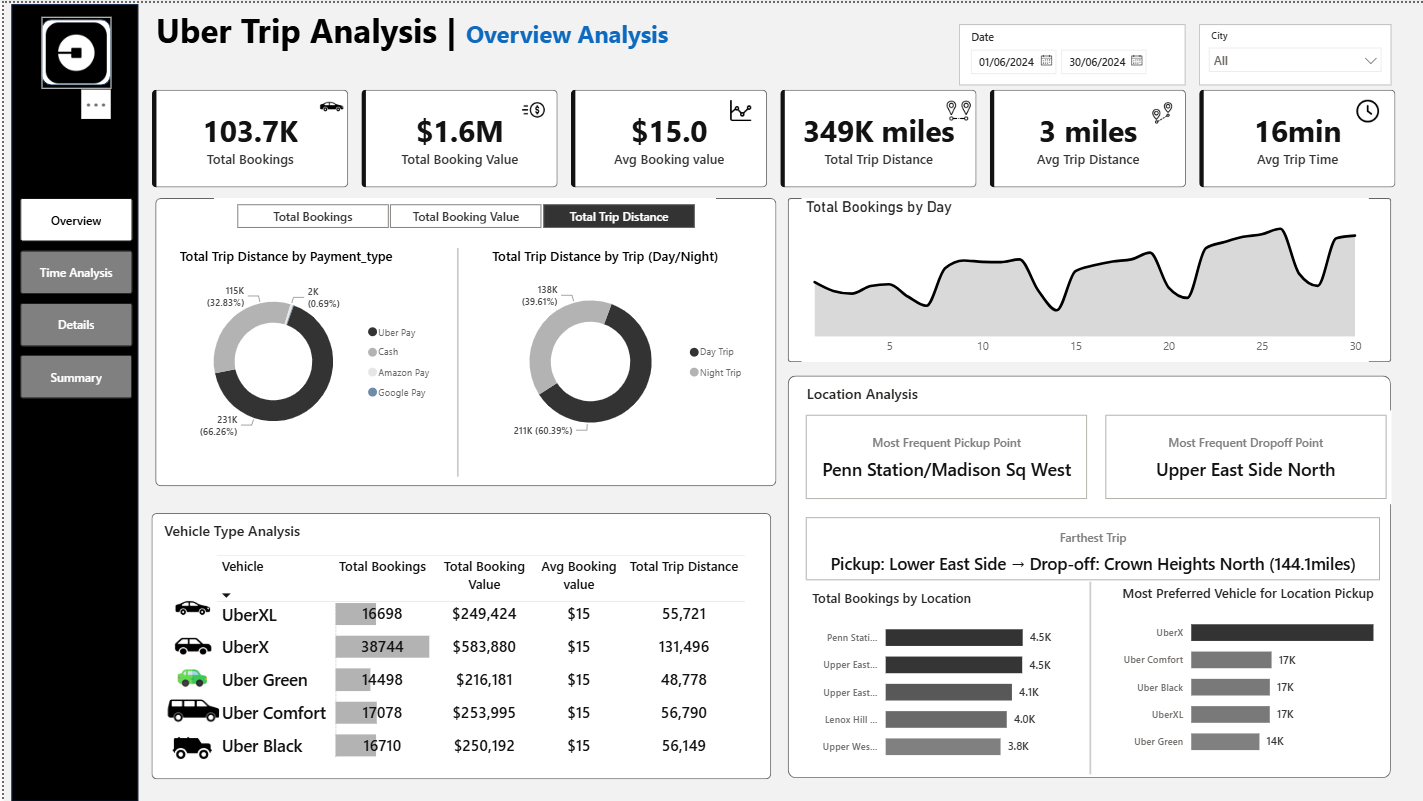 Uber Trip Analysis | Overview Analysis
Date
01/06/2024 30/06/2024
City
All
103.7K
Total Bookings
$1.6M
Total Booking Value
$15.0
Avg Booking value
349K miles
Total Trip Distance
3 miles
Avg Trip Distance
16min
Avg Trip Time
Overview
Time Analysis
Details
Summary
Total Bookings Total Booking Value Total Trip Distance
Total Trip Distance by Payment_type
115K
(32.83%)
2K
(0.69%)
231K
(66.26%)
Uber Pay
Cash
Amazon Pay
Google Pay
Total Trip Distance by Trip (Day/Night)
138K
(39.61%)
211K (60.39%)
Day Trip
Night Trip
Total Bookings by Day
5 10 15 20 25 30
Vehicle Type Analysis
Vehicle Total Bookings Total Booking Value Avg Booking value Total Trip Distance
UberXL 16698 $249,424 $15 55,721
UberX 38744 $583,880 $15 131,496
Uber Green 14498 $216,181 $15 48,778
Uber Comfort 17078 $253,995 $15 56,790
Uber Black 16710 $250,192 $15 56,149
Location Analysis
Most Frequent Pickup Point
Penn Station/Madison Sq West
Most Frequent Dropoff Point
Upper East Side North
Farthest Trip
Pickup: Lower East Side → Drop-off: Crown Heights North (144.1miles)
Total Bookings by Location
Penn Stati... 4.5K
Upper East... 4.5K
Upper East... 4.1K
Lenox Hill ... 4.0K
Upper Wes... 3.8K
Most Preferred Vehicle for Location Pickup
UberX
Uber Comfort 17K
Uber Black 17K
UberXL 17K
Uber Green 14K